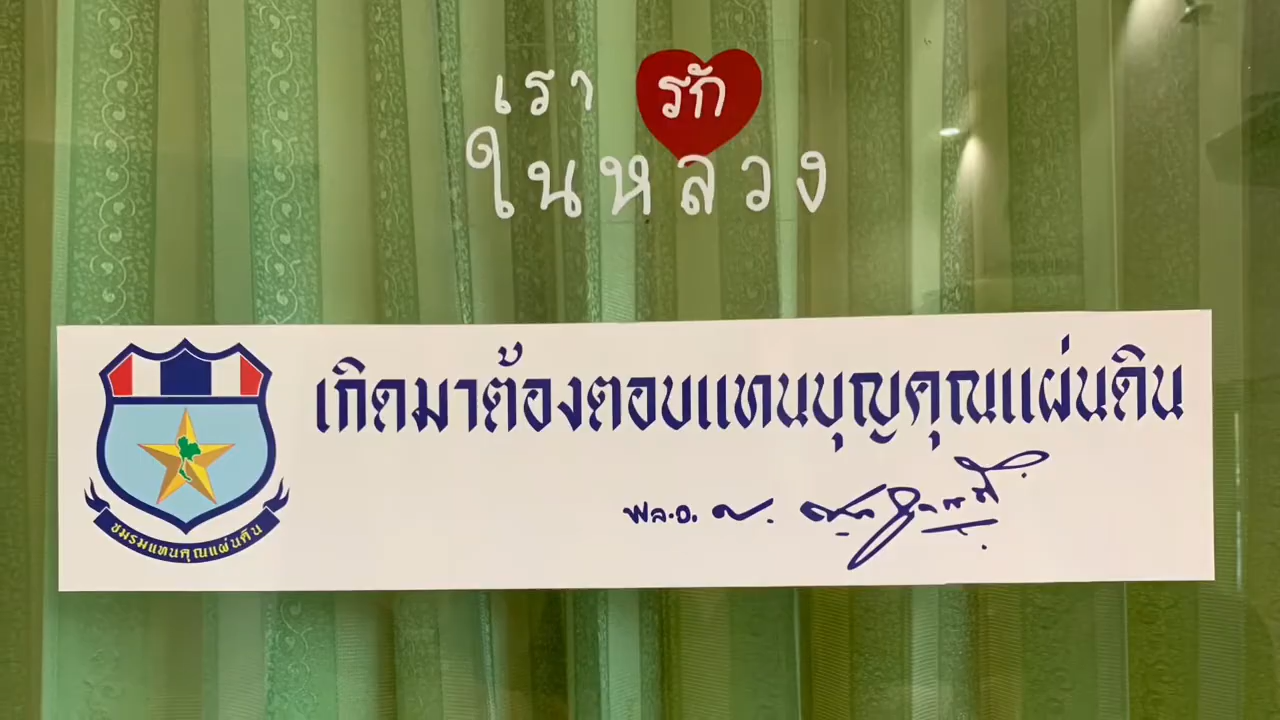 เรา รัก
ในหลวง
เกิดมาต้องตอบแทนบุญคุณแผ่นดิน
พล.อ.
ชมรมแทนคุณแผ่นดิน